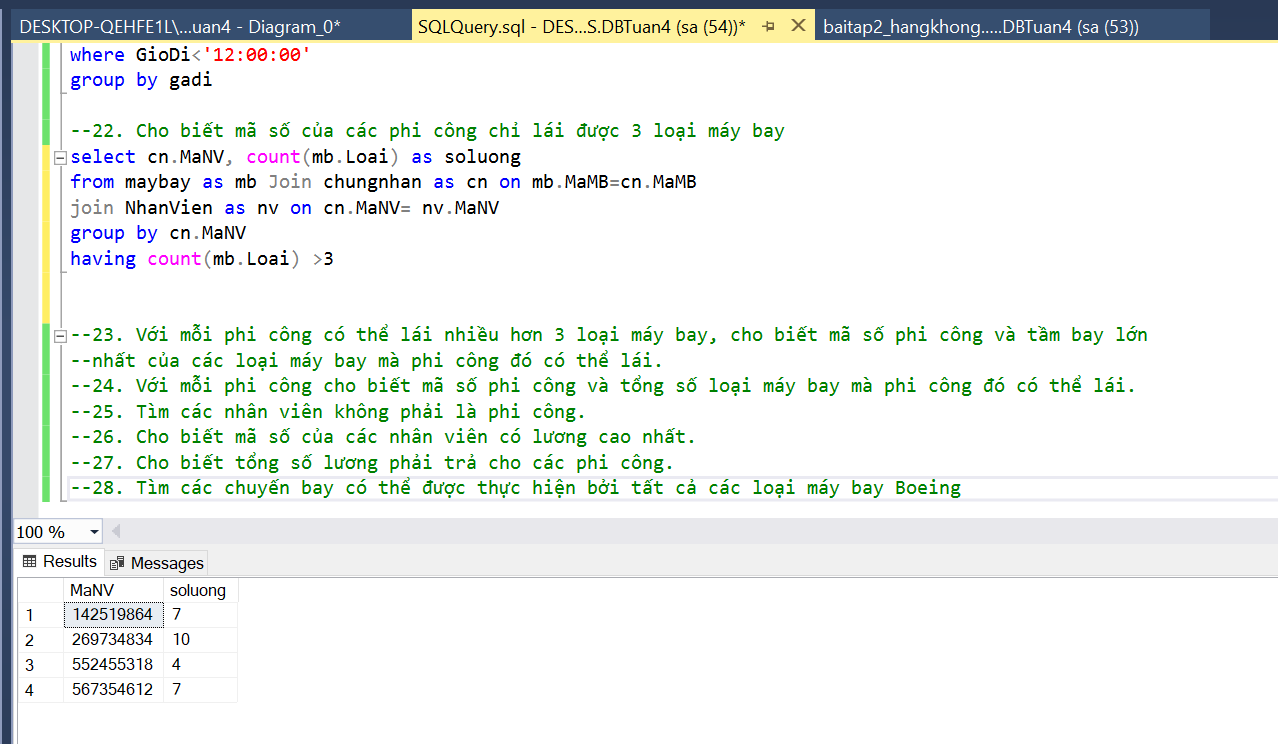 DESKTOP-QEHFE1L\...uan4 - Diagram_0* SQLQuery.sql - DES...S.DBTuan4 (sa (54))* baitap2_hangkhong.....DBTuan4 (sa (53))
where GioDi<'12:00:00'
group by gadi
--22. Cho biết mã số của các phi công chỉ lái được 3 loại máy bay
select cn.MaNV, count(mb.Loai) as soluong
from maybay as mb Join chungnhan as cn on mb.MaMB=cn.MaMB
join NhanVien as nv on cn.MaNV= nv.MaNV
group by cn.MaNV
having count(mb.Loai) >3
--23. Với mỗi phi công có thể lái nhiều hơn 3 loại máy bay, cho biết mã số phi công và tầm bay lớn
--nhất của các loại máy bay mà phi công đó có thể lái.
--24. Với mỗi phi công cho biết mã số phi công và tổng số loại máy bay mà phi công đó có thể lái.
--25. Tìm các nhân viên không phải là phi công.
--26. Cho biết mã số của các nhân viên có lương cao nhất.
--27. Cho biết tổng số lương phải trả cho các phi công.
--28. Tìm các chuyến bay có thể được thực hiện bởi tất cả các loại máy bay Boeing
100 %
Results Messages
MaNV soluong
1 142519864 7
2 269734834 10
3 552455318 4
4 567354612 7